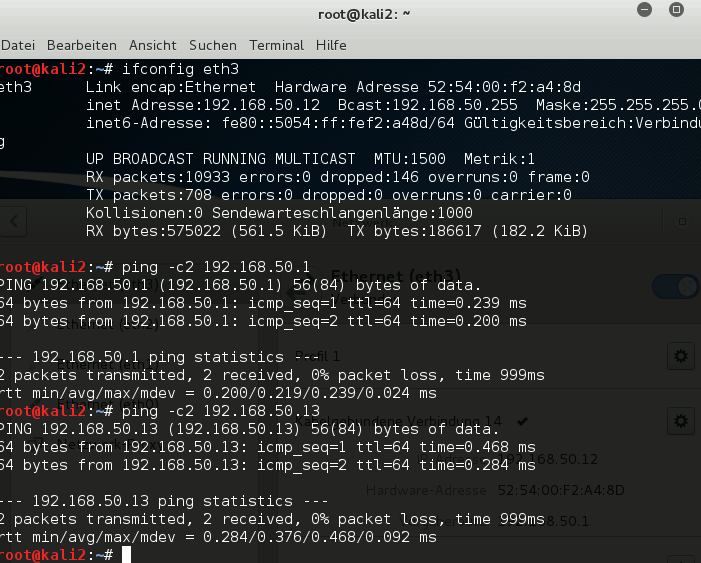 root@kali2: ~
Datei Bearbeiten Ansicht Suchen Terminal Hilfe
root@kali2:~# ifconfig eth3
eth3 Link encap:Ethernet Hardware Adresse 52:54:00:f2:a4:8d
inet Adresse:192.168.50.12 Bcast:192.168.50.255 Maske:255.255.255.0
inet6-Adresse: fe80::5054:ff:fef2:a48d/64 Gültigkeitsbereich:Verbindu
g
UP BROADCAST RUNNING MULTICAST MTU:1500 Metrik:1
RX packets:10933 errors:0 dropped:146 overruns:0 frame:0
TX packets:708 errors:0 dropped:0 overruns:0 carrier:0
Kollisionen:0 Sendewarteschlangenlänge:1000
RX bytes:575022 (561.5 KiB) TX bytes:186617 (182.2 KiB)
root@kali2:~# ping -c2 192.168.50.1
PING 192.168.50.1 (192.168.50.1) 56(84) bytes of data.
64 bytes from 192.168.50.1: icmp_seq=1 ttl=64 time=0.239 ms
64 bytes from 192.168.50.1: icmp_seq=2 ttl=64 time=0.200 ms
--- 192.168.50.1 ping statistics ---
2 packets transmitted, 2 received, 0% packet loss, time 999ms
rtt min/avg/max/mdev = 0.200/0.219/0.239/0.024 ms
root@kali2:~# ping -c2 192.168.50.13
PING 192.168.50.13 (192.168.50.13) 56(84) bytes of data.
64 bytes from 192.168.50.13: icmp_seq=1 ttl=64 time=0.468 ms
64 bytes from 192.168.50.13: icmp_seq=2 ttl=64 time=0.284 ms
--- 192.168.50.13 ping statistics ---
2 packets transmitted, 2 received, 0% packet loss, time 999ms
rtt min/avg/max/mdev = 0.284/0.376/0.468/0.092 ms
root@kali2:~#
Ethernet (eth3)
Profil 1
Verbindung 14
192.168.50.12
Hardware-Adresse 52:54:00:F2:A4:8D
192.168.50.1